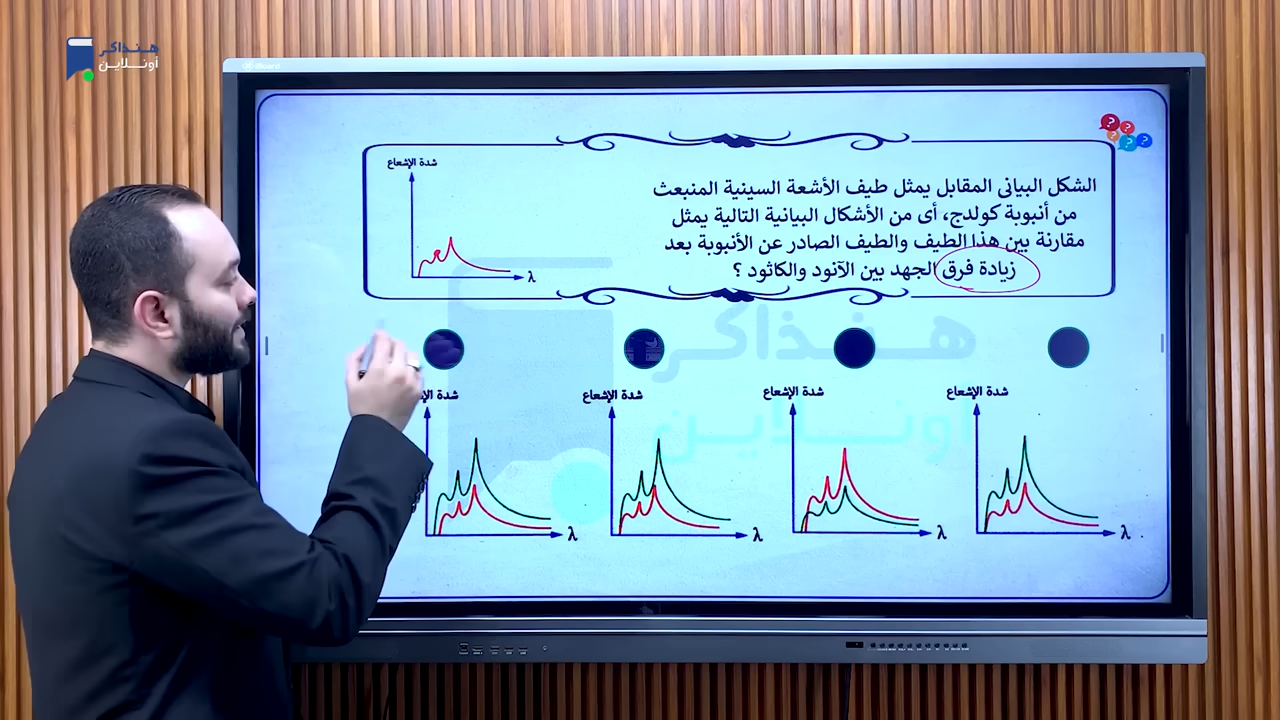 هنذاكر
أونلاين
شدة الإشعاع
λ
الشكل البيانى المقابل يمثل طيف الأشعة السينية المنبعث
من أنبوبة كولدج، أى من الأشكال البيانية التالية يمثل
مقارنة بين هذا الطيف والطيف الصادر عن الأنبوبة بعد
زيادة فرق الجهد بين الآنود والكاثود ؟
هنذاكر
أونلاين
شدة الإشعاع
λ
شدة الإشعاع
λ
شدة الإشعاع
λ
λ